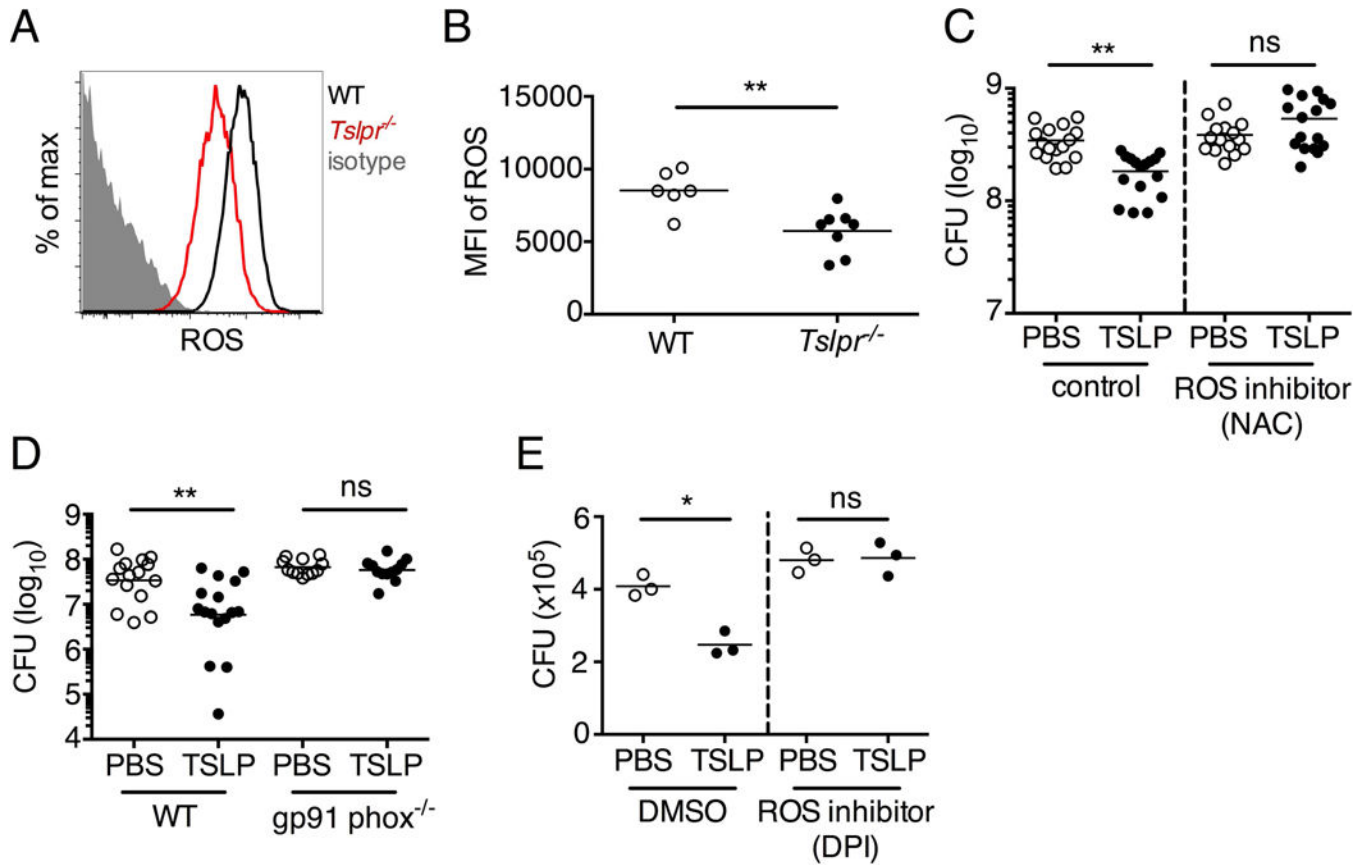 A
% of max
ROS
WT
Tslpr-/-
isotype
B
MFI of ROS
15000
10000
5000
0
**
WT
Tslpr-/-
C
CFU (log10)
9
8
7
**
ns
PBS TSLP PBS TSLP
control
ROS inhibitor
(NAC)
D
CFU (log10)
9
8
7
6
5
4
**
ns
PBS TSLP PBS TSLP
WT
gp91 phox-/-
E
CFU (x10^5)
6
4
2
0
*
ns
PBS TSLP PBS TSLP
DMSO
ROS inhibitor
(DPI)